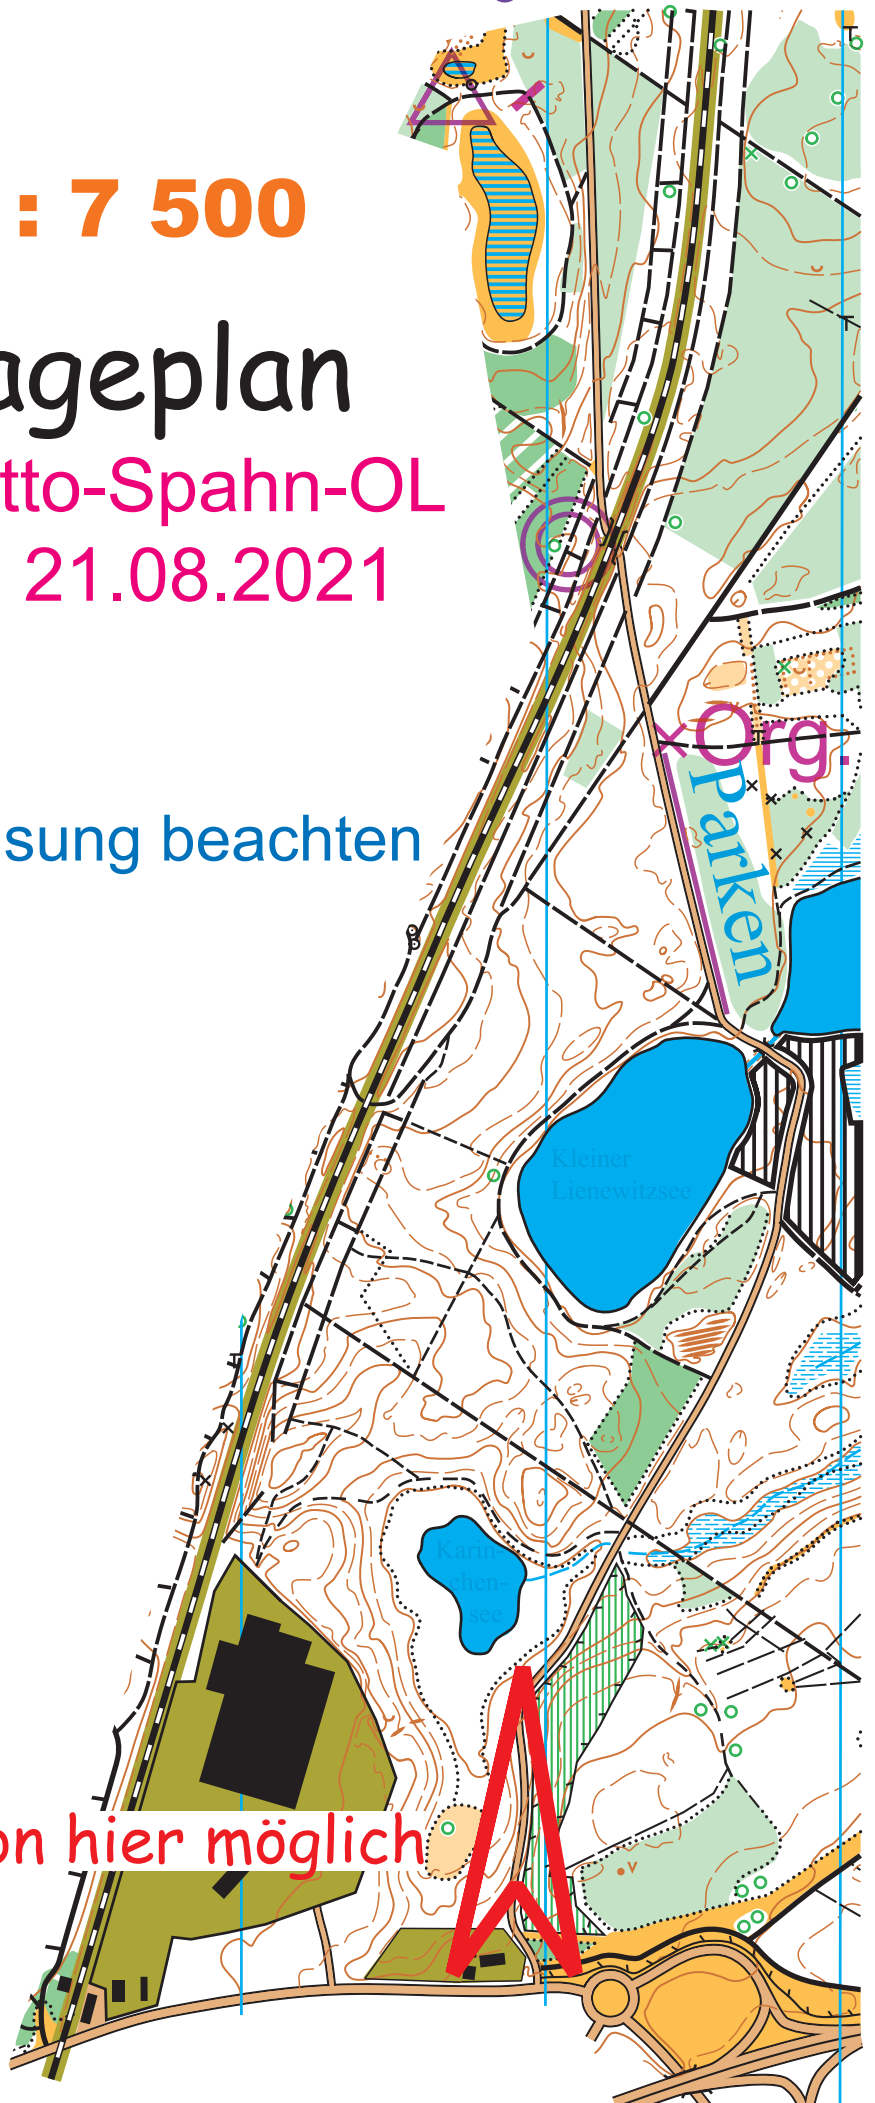 : 7 500
ageplan
tto-Spahn-OL
21.08.2021
Org.
Parken
sung beachten
Kleiner
Lienewitzsee
Karin-
chen-
see
on hier möglich